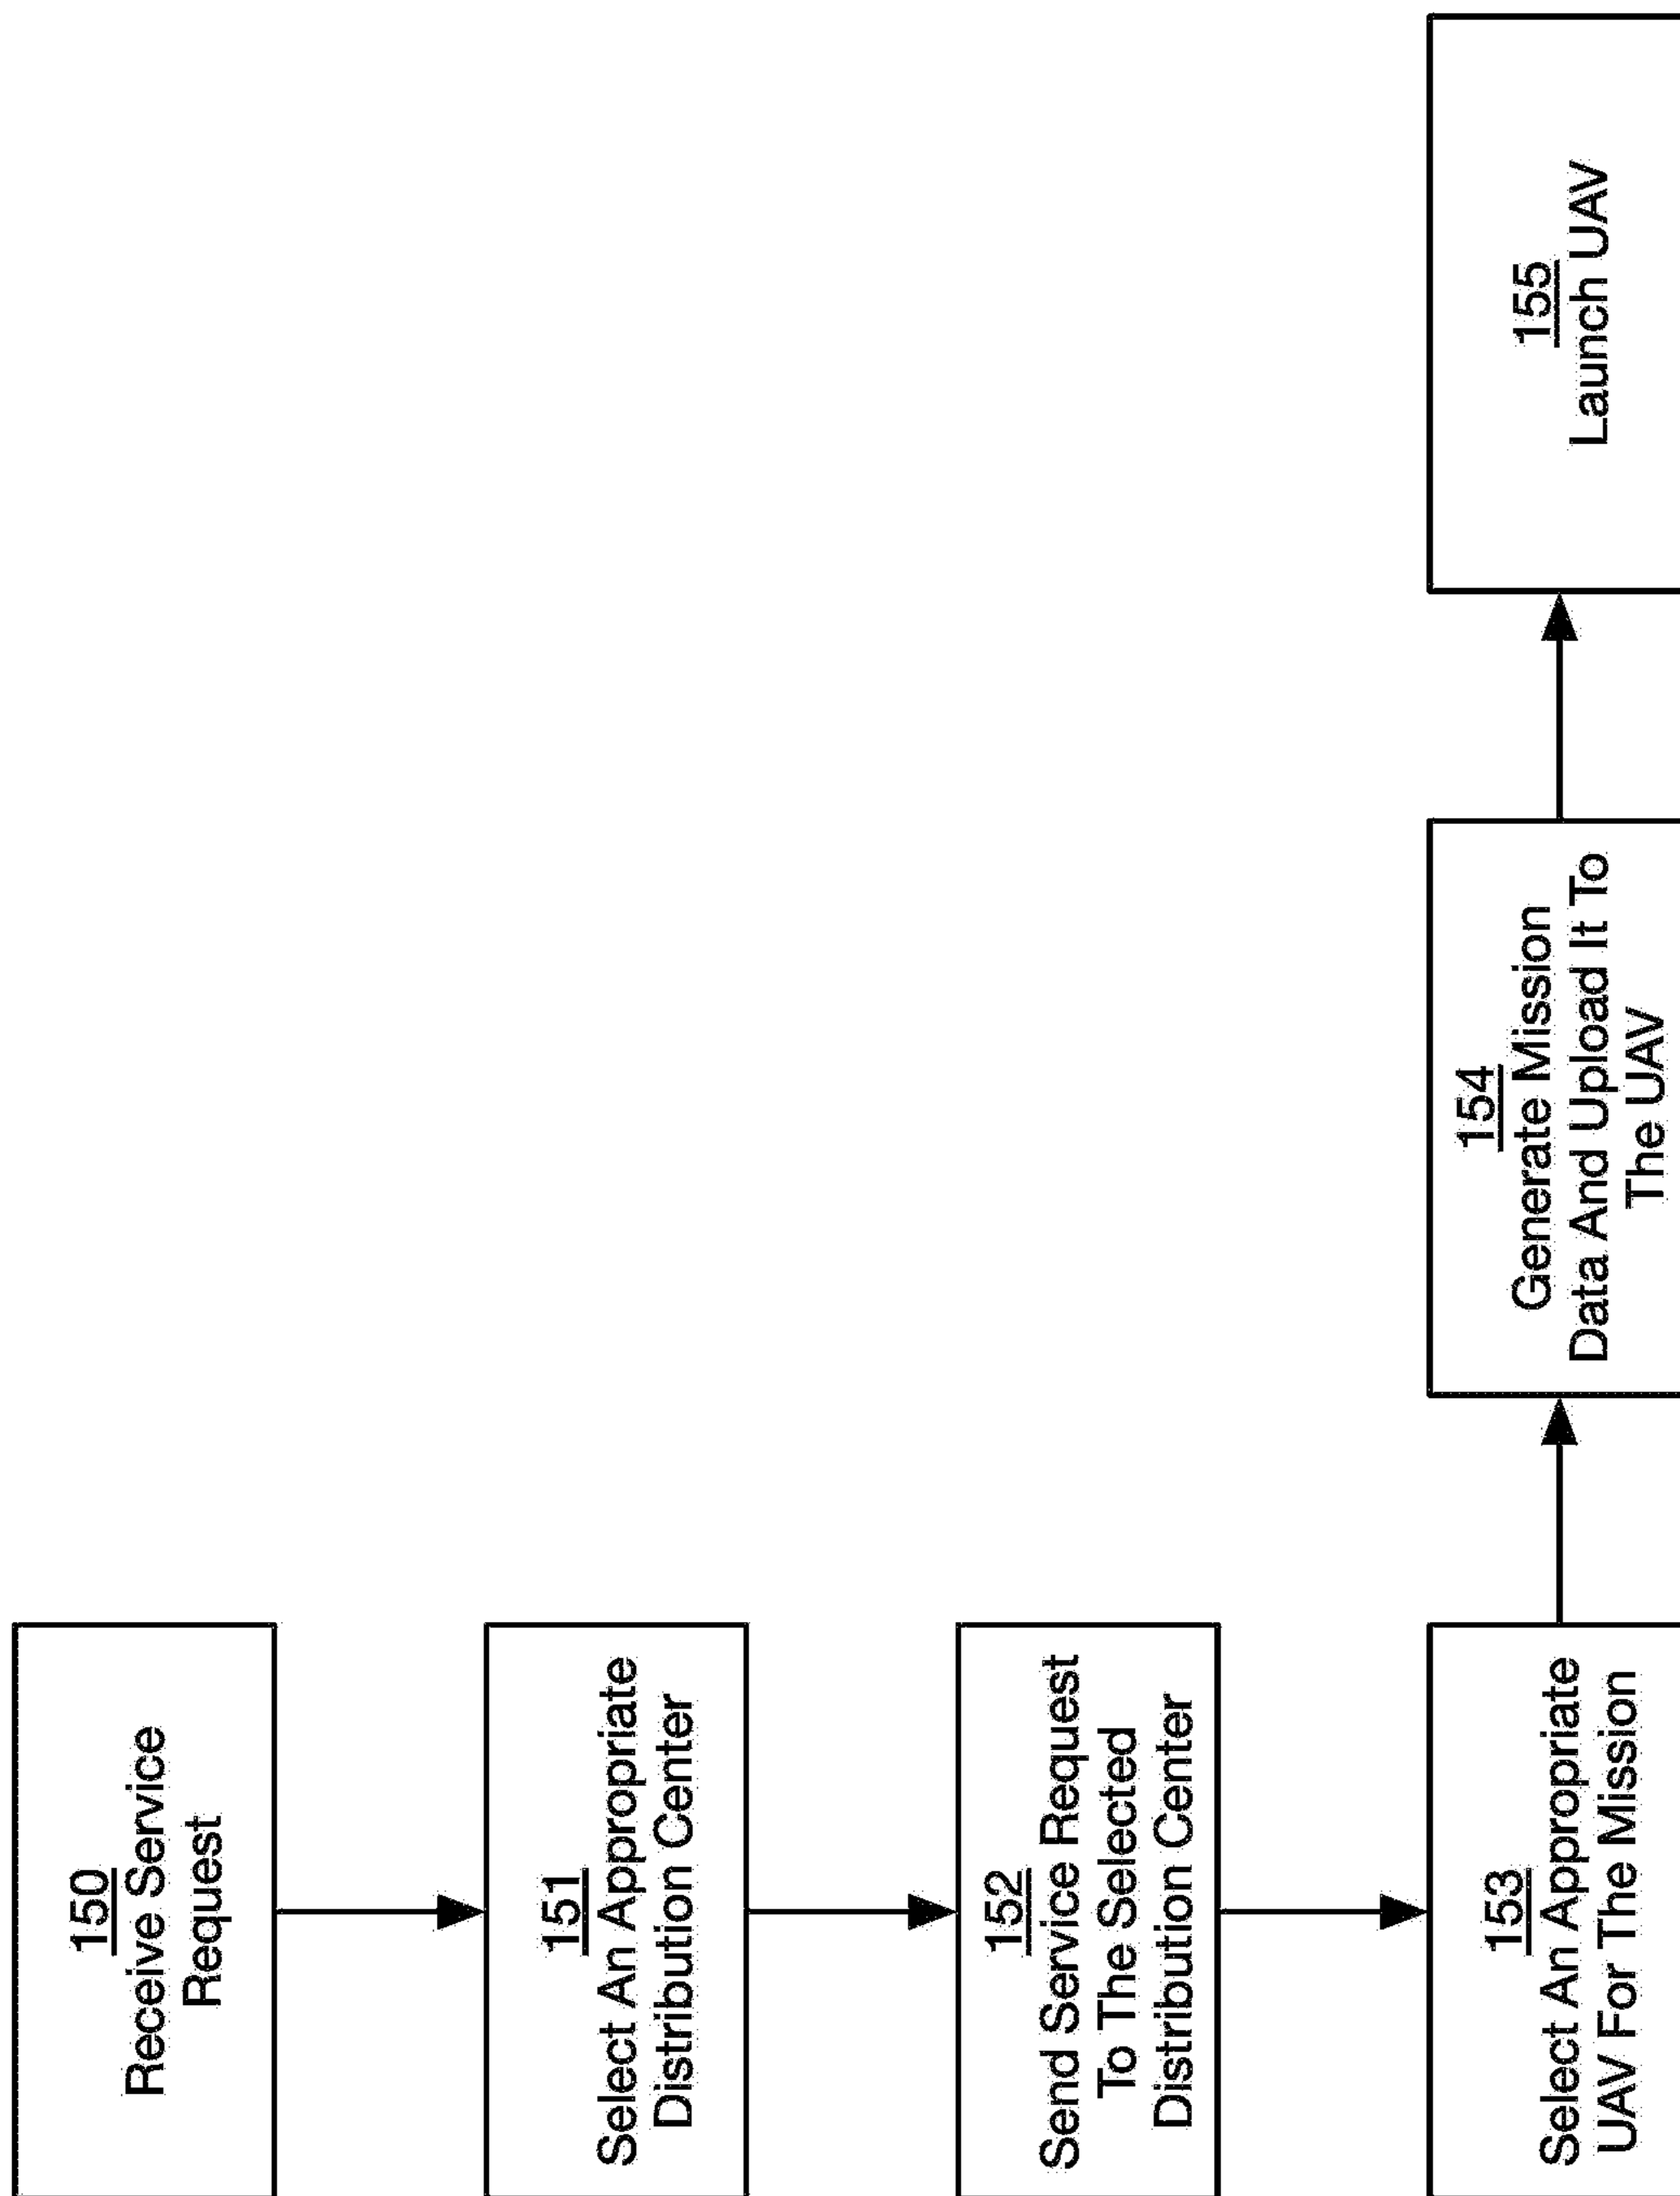 150
Receive Service
Request
151
Select An Appropriate
Distribution Center
152
Send Service Request
To The Selected
Distribution Center
153
Select An Appropriate
UAV For The Mission
154
Generate Mission
Data And Upload It To
The UAV
155
Launch UAV